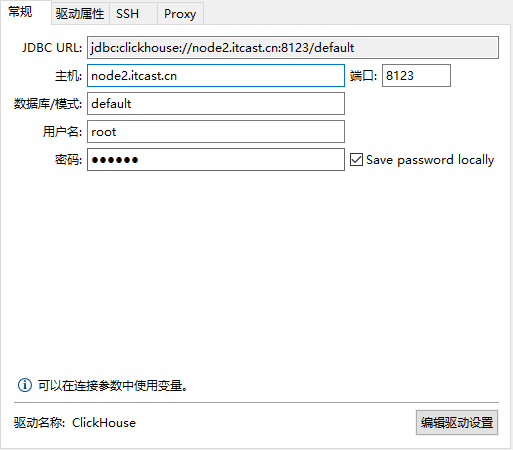 常规 驱动属性 SSH Proxy
JDBC URL: jdbc:clickhouse://node2.itcast.cn:8123/default
主机: node2.itcast.cn 端口: 8123
数据库/模式: default
用户名: root
密码: ●●●●●● Save password locally
可以在连接参数中使用变量。
驱动名称: ClickHouse 编辑驱动设置